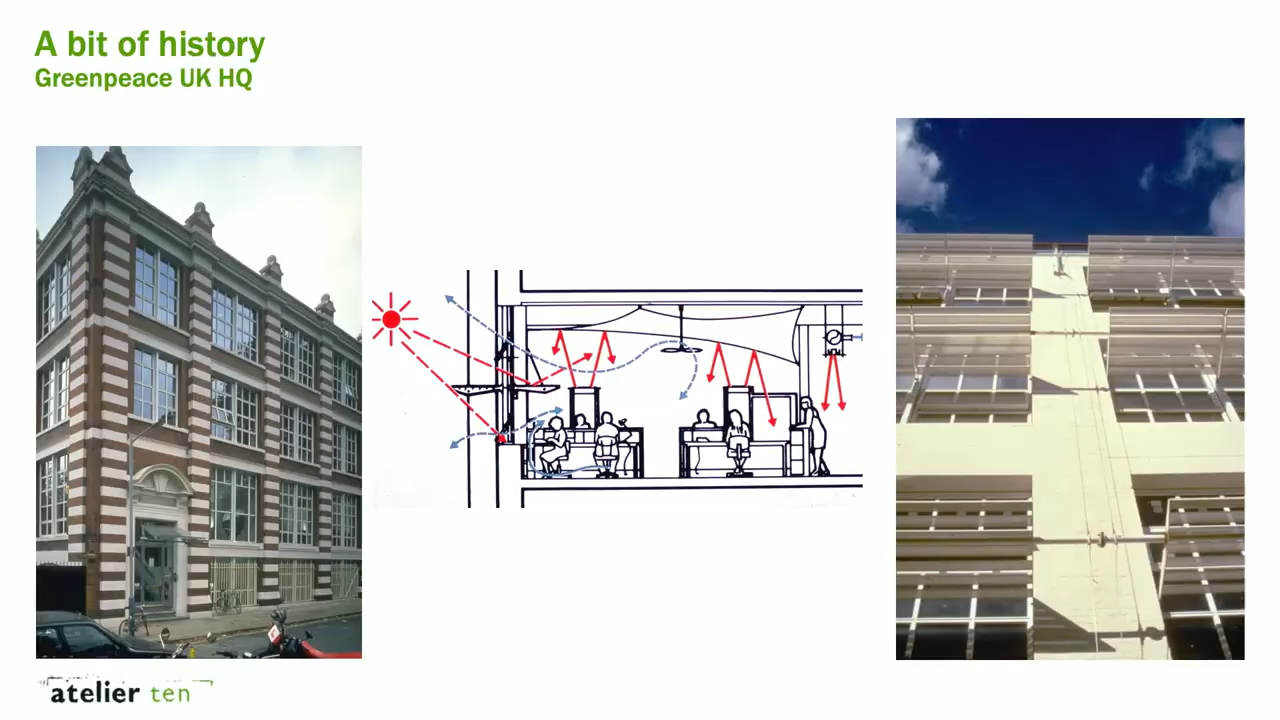 A bit of history
Greenpeace UK HQ
atelier ten